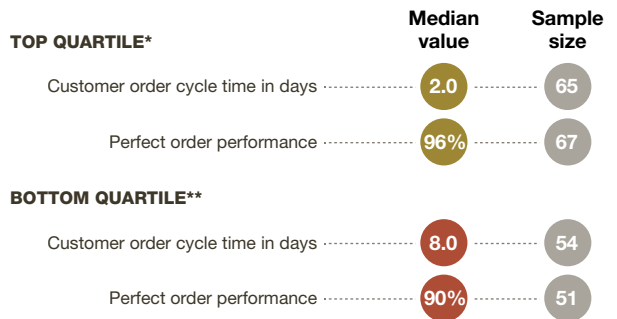 Median value
Sample size
TOP QUARTILE*
Customer order cycle time in days 2.0 65
Perfect order performance 96% 67
BOTTOM QUARTILE**
Customer order cycle time in days 8.0 54
Perfect order performance 90% 51